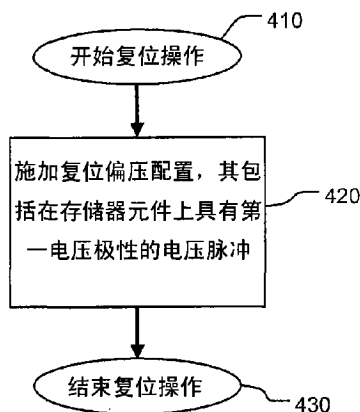 410
开始复位操作
施加复位偏压配置，其包
括在存储器元件上具有第
一电压极性的电压脉冲
420
结束复位操作
430